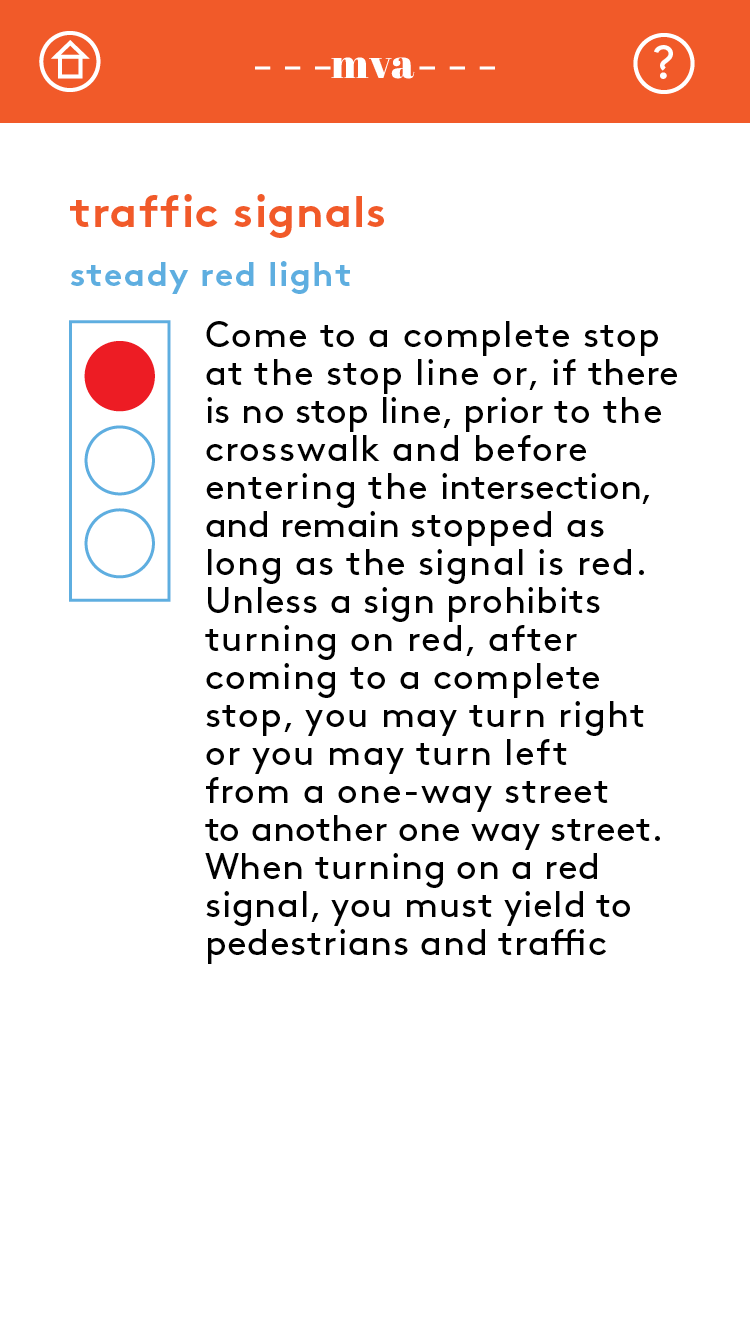 - - -mva- - -
?
traffic signals
steady red light
Come to a complete stop
at the stop line or, if there
is no stop line, prior to the
crosswalk and before
entering the intersection,
and remain stopped as
long as the signal is red.
Unless a sign prohibits
turning on red, after
coming to a complete
stop, you may turn right
or you may turn left
from a one-way street
to another one way street.
When turning on a red
signal, you must yield to
pedestrians and traffic